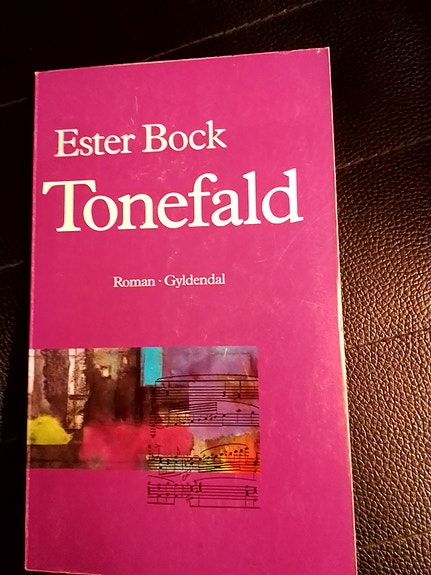 Ester Bock
Tonefald
Roman · Gyldendal